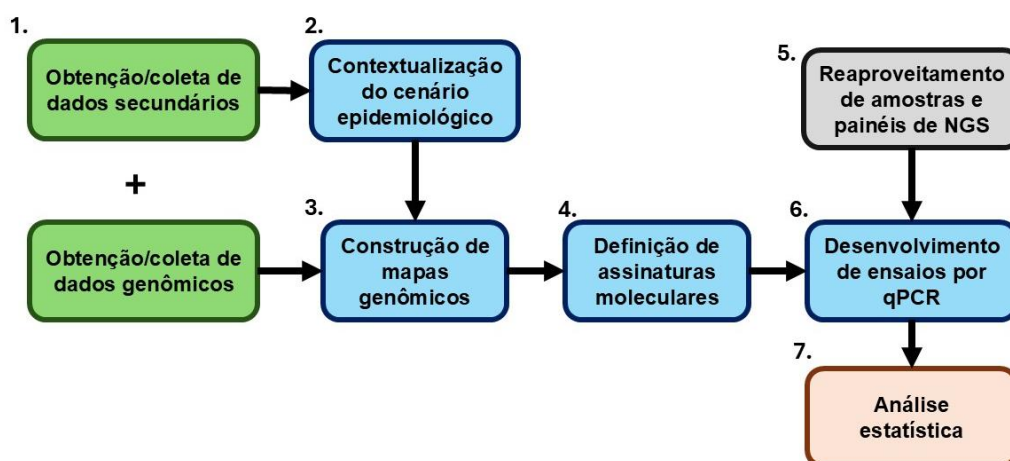 1.
Obtenção/coleta de
dados secundários
2.
Contextualização
do cenário
epidemiológico
5.
Reaproveitamento
de amostras e
painéis de NGS
+
Obtenção/coleta de
dados genômicos
3.
Construção de
mapas
genômicos
4.
Definição de
assinaturas
moleculares
6.
Desenvolvimento
de ensaios por
qPCR
7.
Análise
estatística